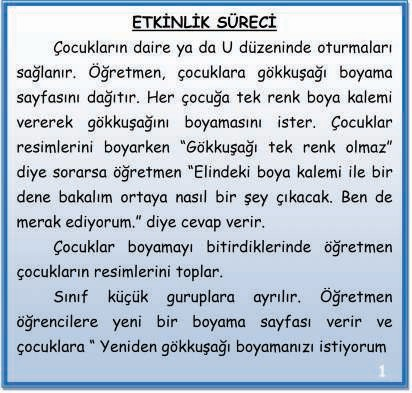 ETKİNLİK SÜRECİ
Çocukların daire ya da U düzeninde oturmaları
sağlanır. Öğretmen, çocuklara gökkuşağı boyama
sayfasını dağıtır. Her çocuğa tek renk boya kalemi
vererek gökkuşağını boyamasını ister. Çocuklar
resimlerini boyarken “Gökkuşağı tek renk olmaz”
diye sorarsa öğretmen “Elindeki boya kalemi ile bir
dene bakalım ortaya nasıl bir şey çıkacak. Ben de
merak ediyorum.” diye cevap verir.
Çocuklar boyamayı bitirdiklerinde öğretmen
çocukların resimlerini toplar.
Sınıf küçük guruplara ayrılır. Öğretmen
öğrencilere yeni bir boyama sayfası verir ve
çocuklara “ Yeniden gökkuşağı boyamanızı istiyorum
1